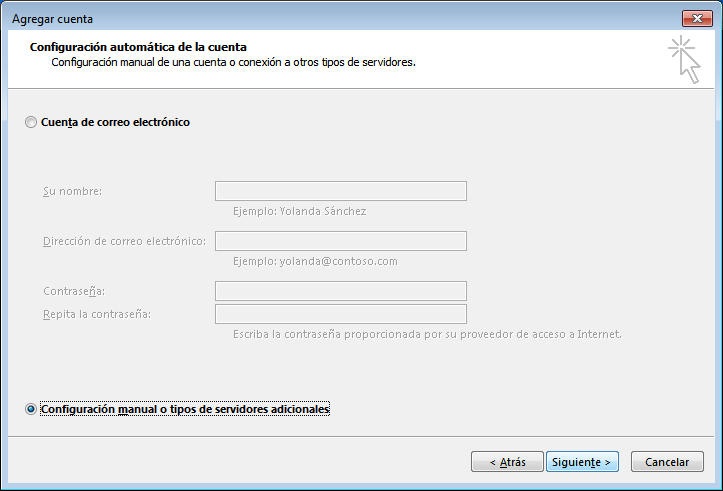 Agregar cuenta
Configuración automática de la cuenta
Configuración manual de una cuenta o conexión a otros tipos de servidores.
Cuenta de correo electrónico
Su nombre:
Ejemplo: Yolanda Sánchez
Dirección de correo electrónico:
Ejemplo: yolanda@contoso.com
Contraseña:
Repita la contraseña:
Escriba la contraseña proporcionada por su proveedor de acceso a Internet.
Configuración manual o tipos de servidores adicionales
< Atrás Siguiente > Cancelar